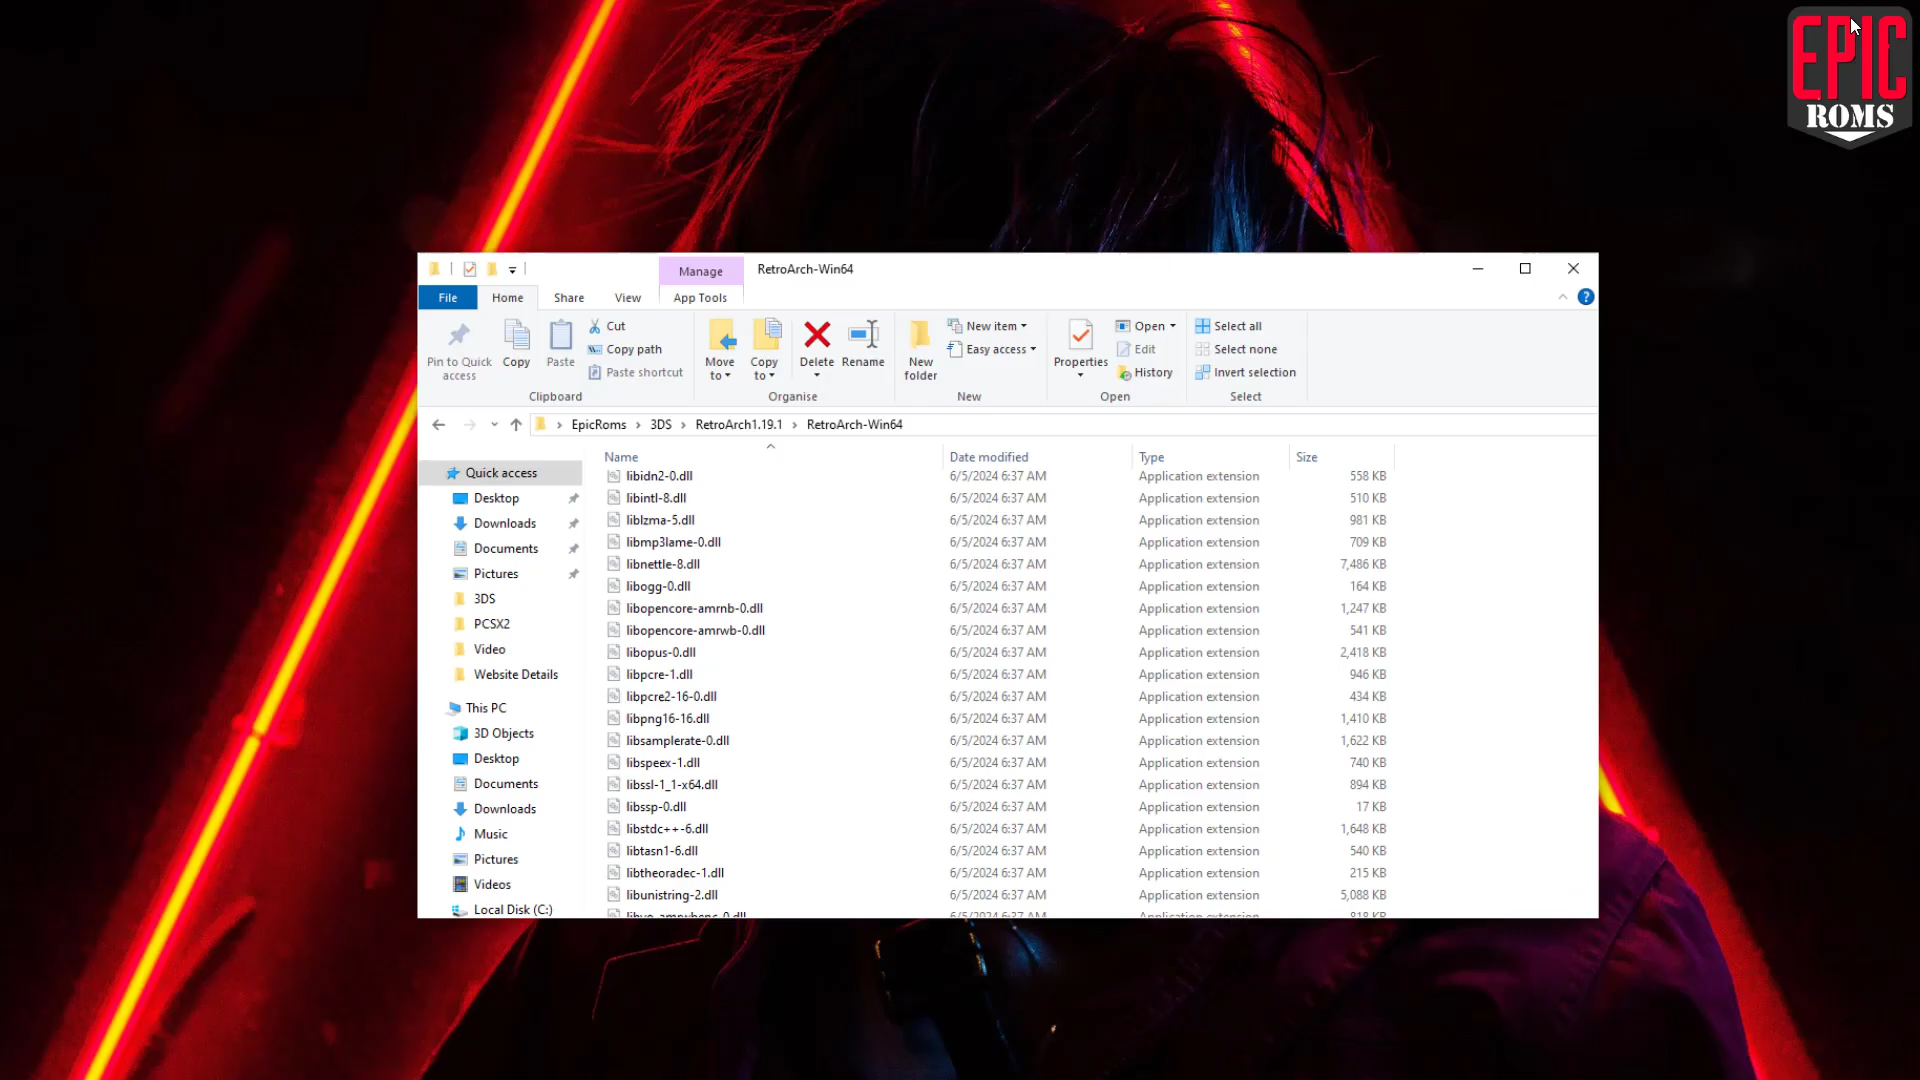 EPIC
ROMS
Manage
RetroArch-Win64
File
Home
Share
View
App Tools
Pin to Quick access
Copy
Paste
Cut
Copy path
Paste shortcut
Clipboard
Move to
Copy to
Delete
Rename
Organise
New folder
New item
Easy access
New
Properties
Open
Edit
History
Open
Select all
Select none
Invert selection
Select
EpicRoms > 3DS > RetroArch1.19.1 > RetroArch-Win64
Quick access
Desktop
Downloads
Documents
Pictures
3DS
PCSX2
Video
Website Details
This PC
3D Objects
Desktop
Documents
Downloads
Music
Pictures
Videos
Local Disk (C:)
Name Date modified Type Size
libidn2-0.dll 6/5/2024 6:37 AM Application extension 558 KB
libintl-8.dll 6/5/2024 6:37 AM Application extension 510 KB
liblzma-5.dll 6/5/2024 6:37 AM Application extension 981 KB
libmp3lame-0.dll 6/5/2024 6:37 AM Application extension 709 KB
libnettle-8.dll 6/5/2024 6:37 AM Application extension 7,486 KB
libogg-0.dll 6/5/2024 6:37 AM Application extension 164 KB
libopencore-amrnb-0.dll 6/5/2024 6:37 AM Application extension 1,247 KB
libopencore-amrwb-0.dll 6/5/2024 6:37 AM Application extension 541 KB
libopus-0.dll 6/5/2024 6:37 AM Application extension 2,418 KB
libpcre-1.dll 6/5/2024 6:37 AM Application extension 946 KB
libpcre2-16-0.dll 6/5/2024 6:37 AM Application extension 434 KB
libpng16-16.dll 6/5/2024 6:37 AM Application extension 1,410 KB
libsamplerate-0.dll 6/5/2024 6:37 AM Application extension 1,622 KB
libspeex-1.dll 6/5/2024 6:37 AM Application extension 740 KB
libssl-1_1-x64.dll 6/5/2024 6:37 AM Application extension 894 KB
libssp-0.dll 6/5/2024 6:37 AM Application extension 17 KB
libstdc++-6.dll 6/5/2024 6:37 AM Application extension 1,648 KB
libtasn1-6.dll 6/5/2024 6:37 AM Application extension 540 KB
libtheoradec-1.dll 6/5/2024 6:37 AM Application extension 215 KB
libunistring-2.dll 6/5/2024 6:37 AM Application extension 5,088 KB